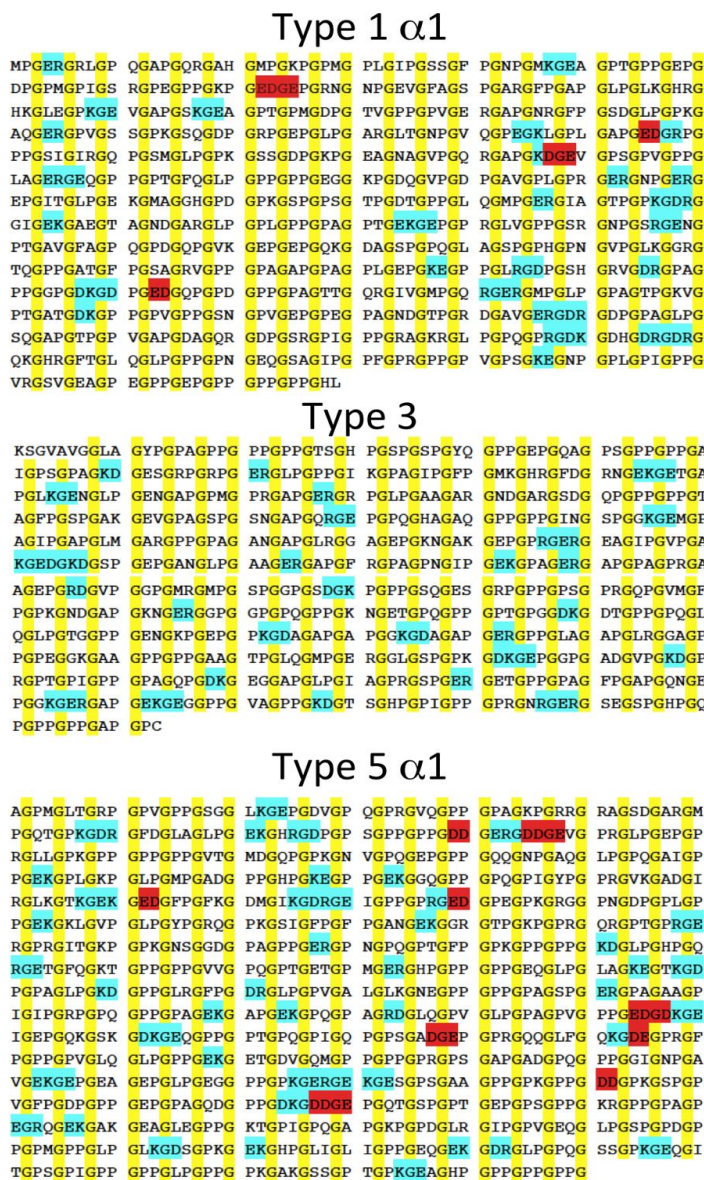 Type 1 α1
MPGERGRLGP QGAPGQRGAH GMPGKPGPMG PLGIPGSSGF PGNPGMKGEA GPTGPPGEPG
DPGPMGPIGS RGPEGPPGKP GEDGEPGRNG NPGEVGFAGS PGARGFPGAP GLPGLKGHRG
HKGLEGPKGE VGAPGSKGEA GPTGPMGDPG TGVPGPPGVE GERGAPGNRGFP GSDGLPGPKG
AQGERGPVGS SGPKGSQGDP GRPGEPGLPG ARGLTGNPGV QGPEGKLGPL GAPGEDGRPG
PPGSIGIRGQ PGSMGLPGPK GSSGDPGKPG EAGNAGVPGQ RGAPGKDGEV GPSGPVGPPG
LAGERGEQGP PGPTGFQGLP GPPGPPGEGG KPGDQGVPGD PGAVGPLGPR GERGNPGERG
EPGITGLPGE KGMAGGHGPD GPKGSPGPSG TPGDTGPPGL QGMPGERGIA GTPGPKGDRG
GIGEKGAEGT AGNDGARGLP GPLGPPGPAG PTGEKGEPGP RGLVGPPGSR GNPGSRGENG
PTGAVGFAGP QGPDGQPGVK GEPGEPGQKG DAGSPGPQGL AGSPGPHGPN GVPGLKGGRG
TQGPPGATGF PGSAGRVGPP GPAGAPGPAG PLGEPGKEGP PGLRGDPGSH GRVGDRGPAG
PPGGPGDKGD PGEDGQPGPD GPPGPAGTTG QRGIVGMPGQ RGERGMPGLP GPAGTPGKVG
PTGATGDKGP PGPVGPPGSN GPVGEPGPEG PAGNDGTPGR DGAVGERGDR GDPGPAGLPG
SQGAPGTPGP VGAPGDAGQR GDPGSRGPIG PPGRAGKRGL PGPQGPRGDK GDHGDRGDRG
QKGHRGFTGL QGLPGPPGPN GEQGSAGIPG PFGPRGPPGP VGPSGKEGNP GPLGPIGPPG
VRGSVGEAGP EGPPGEPGPP GPPGPPGHL
Type 3
KSGVAVGGLA GYPGPAGPPG PPGPPGTSGH PGSPGSPGYQ GPPGEPGQAG PSGPPGPPGA
IGPSGPAGKD GESGRPGRPG ERGLPGPPGI KGPAGIPGFP GMKGHRGFDG RNGEKGETGA
PGLKGENGLP GENGAPGPMG PRGAPGERGR PGLPGAAGAR GNDGARGSDG QPGPPGPPGT
AGFPGSPGAK GEVGPAGSPG SNGAPGQRGE PGPQGHAGAQ GPPGPPGING SPGGKGEMGP
AGIPGAPGLM GARGPPGPAG ANGAPGLRGG AGEPGKNGAK GEPGPRGERG EAGIPGVPGA
KGEDGKDGSP GEPGANGLPG AAGERGAPGF RGPAGPNGIP GEKGPAGERG APGPAGPRGA
AGEPGRDGVP GGPGMRGMPG SPGGPGSDGK PGPPGSQGES GRPGPPGPSG PRGQPGVMGF
PGPKGNDGAP GKNGERGGPG GPGPQGPPGK NGETGPQGPP GPTGPGGDKG DTGPPGPQGL
QGLPGTGGPP GENGKPGEPG PKGDAGAPGA PGGKGDAGAP GERGPPGLAG APGLRGGAGP
PGPEGGKGAA GPPGPPGAAG TPGLQGMPGE RGGLGSPGPK GDKGEPGGPG ADGVPGKDGP
RGPTGPIGPP GPAGQPGDKG EGGAPGLPGI AGPRGSPGER GETGPPGPAG FPGAPGQNGE
PGGKGERGAP GEKGEGGPPG VAGPPGKDGT SGHPGPIGPP GPRGNRGERG SEGSPGHPGQ
PGPPGPPGAP GPC
Type 5 α1
AGPMGLTGRP GPVGPPGSGG LKGEPGDVGP QGPRGVQGPP GPAGKPGRRG RAGSDGARGM
PGQTGPKGDR GFDGLAGLPG EKGHRGDPGP SGPPGPPGDD GERGDDGEVG PRGLPGEPGP
RGLLGPKGPP GPPGPPGVTG MDGQPGPKGN VGPQGEPGPP GQQGNPGAQG LPGPQGAIGP
PGEKGPLGKP GLPGMPGADG PPGHPGKEGP PGEKGGQGPP GPQGPIGYPG PRGVKGADGI
RGLKGTKGEK GEDGFPGFKG DMGIKGDRGE IGPPGPRGED GPEGPKGRGG PNGDPGPLGP
PGEKGKLGVP GLPGYPGRQG PKGSIGFPGF PGANGEKGGR GTPGKPGPRG QRGPTGPRGE
RGPRGITGKP GPKGNSGGDG PAGPPGERGP NGPQGPTGFP GPKGPPGPPG KDGLPGHPGQ
RGETGFQGKT GPPGPPGVVG PQGPTGETGP MGERGHPGPP GPPGEQGLPG LAGKEGTKGD
PGPAGLPGKD GPPGLRGFPG DRGLPGPVGA LGLKGNEGPP GPPGPAGSPG ERGPAGAAGP
IGIPGRPGPQ GPPGPAGEKG APGEKGPQGP AGRDGLQGPV GLPGPAGPVG PPGEDGDKGE
IGEPGQKGSK GDKGEQGPPG PTGPQGPIGQ PGPSGADGEP GPRGQQGLFG QKGDEGPRGF
PGPPGPVGLQ GLPGPPGEKG ETGDVGQMGP PGPPGPRGPS GAPGADGPQG PPGGIGNPGA
VGEKGEPGEA GEPGLPGEGG PPGPKGERGE KGESGPSGAA GPPGPKGPPG DDGPKGSPGP
VGFPGDPGPP GEPGPAGQDG PPGDKGDDGE PGQTGSPGPT GEPGPSGPPG KRGPPGPAGP
EGRQGEKGAK GEAGLEGPPG KTGPIGPQGA PGKPGPDGLR GIPGPVGEQG LPGSPGPDGP
PGPMGPPGLP GLKGDSGPKG EKGHPGLIGL IGPPGEQGEK GDRGLPGPQG SSGPKGEQGI
TGPSGPIGPP GPPGLPGPPG PKGAKGSSGP TGPKGEAGHP GPPGPPGPPG